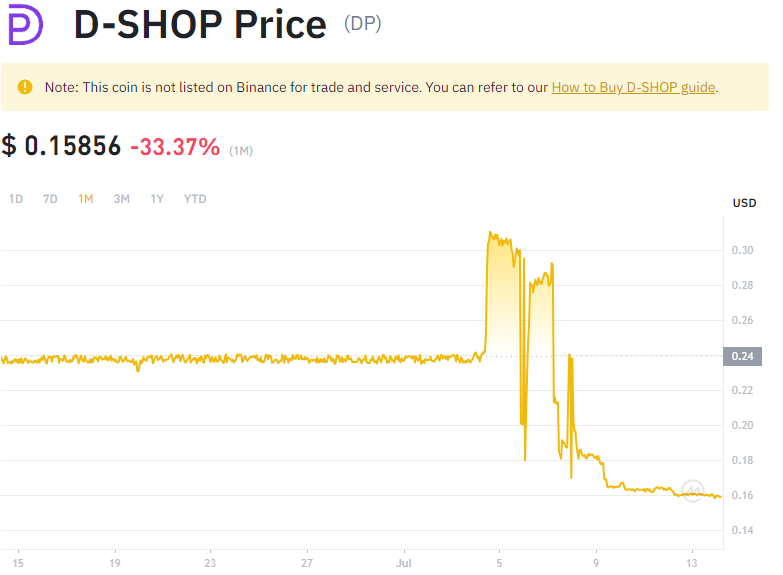 D-SHOP Price (DP)
Note: This coin is not listed on Binance for trade and service. You can refer to our How to Buy D-SHOP guide.
$ 0.15856 -33.37% (1M)
1D 7D 1M 3M 1Y YTD
USD
0.30
0.28
0.26
0.24
0.22
0.20
0.18
0.16
0.14
15 19 23 27 Jul 5 9 13